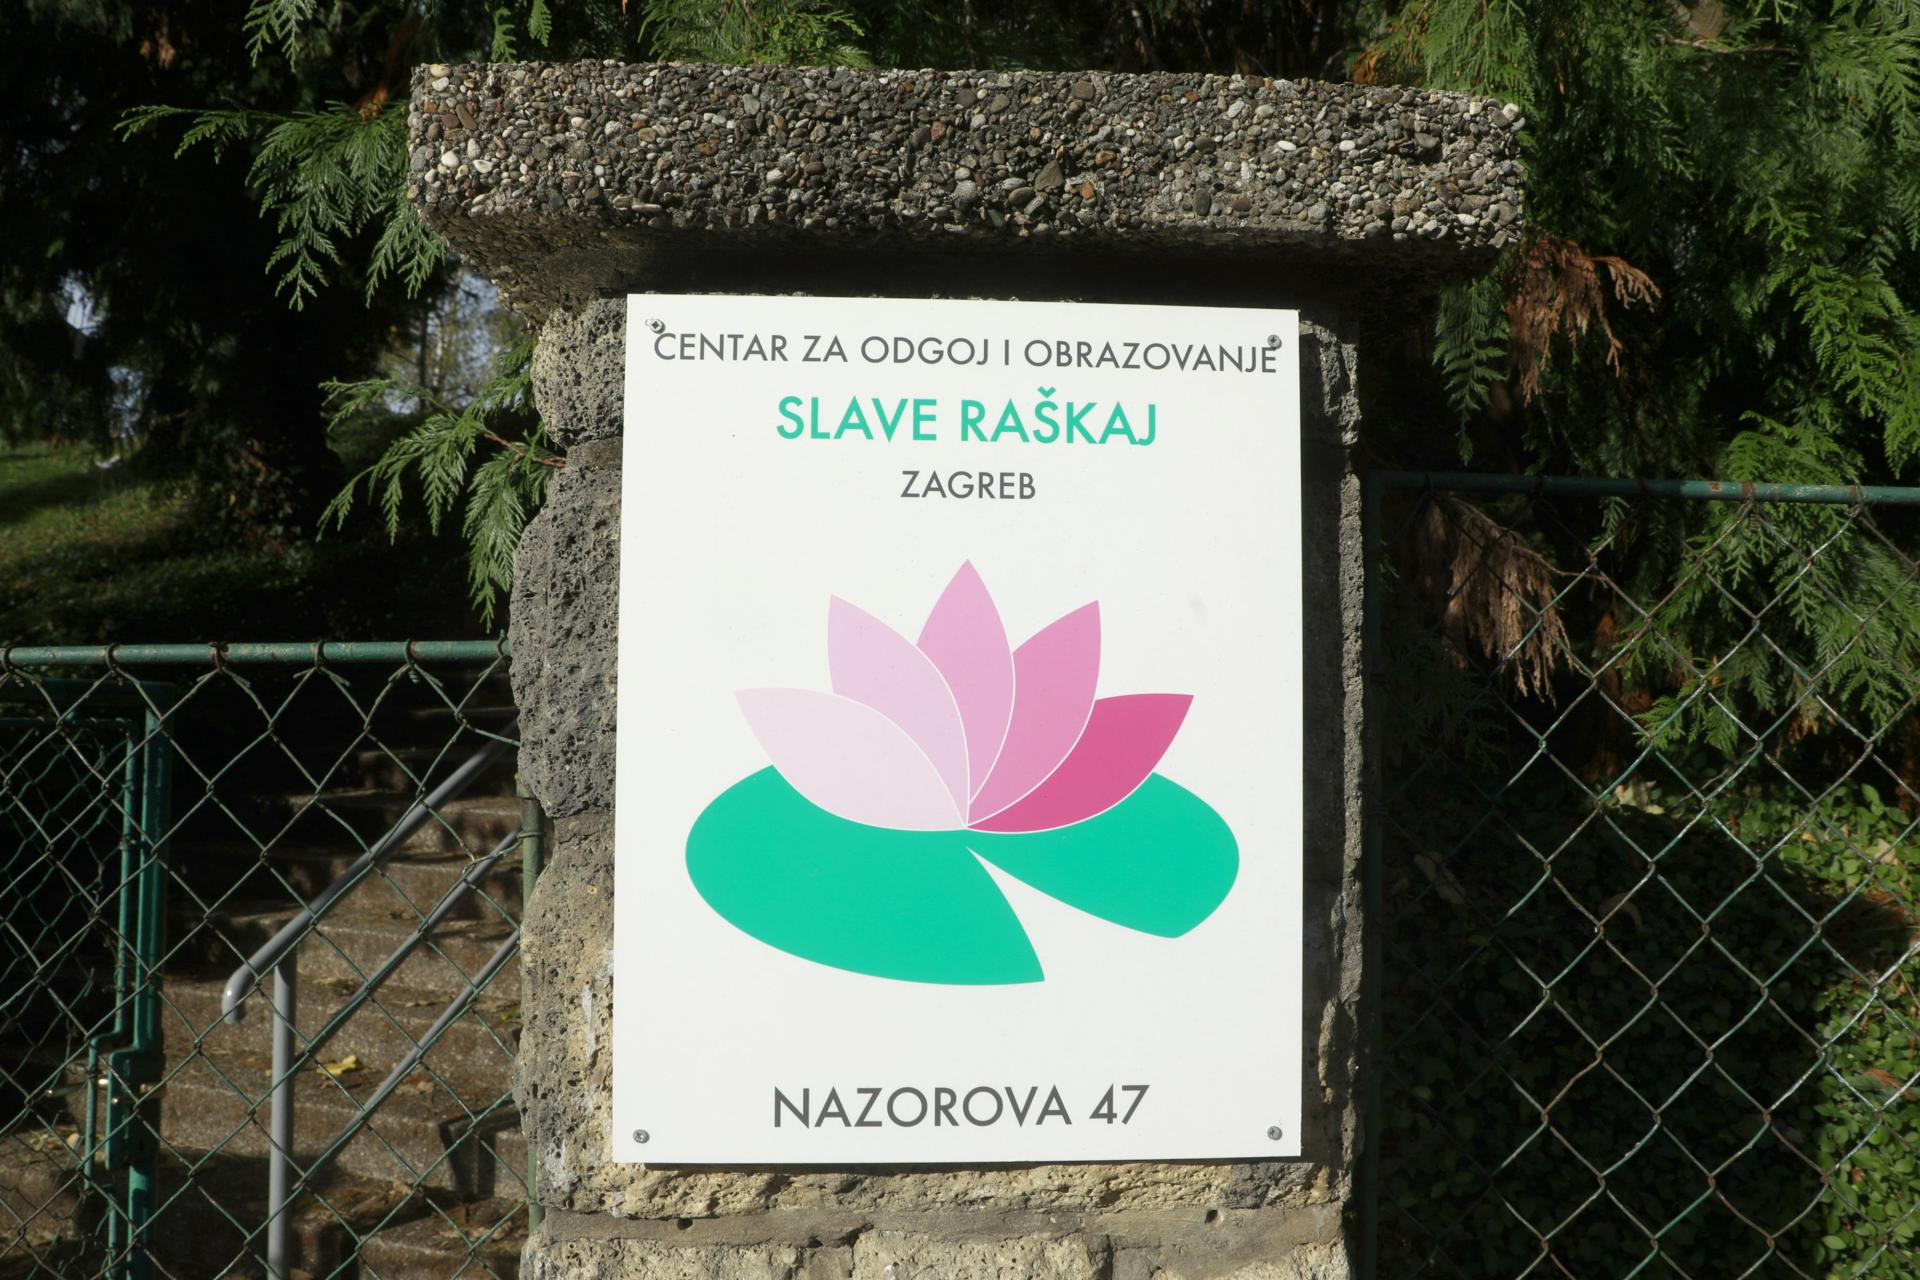 CENTAR ZA ODGOJ I OBRAZOVANJE
SLAVE RAŠKAJ
ZAGREB
NAZOROVA 47